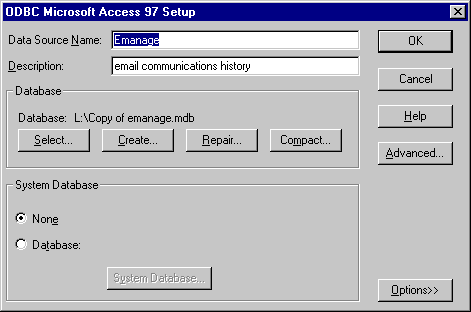 ODBC Microsoft Access 97 Setup
Data Source Name: Emanage
OK
Description: email communications history
Cancel
Database
Database: L:\Copy of emanage.mdb
Help
Select... Create... Repair... Compact...
Advanced...
System Database
None
Database:
System Database...
Options>>